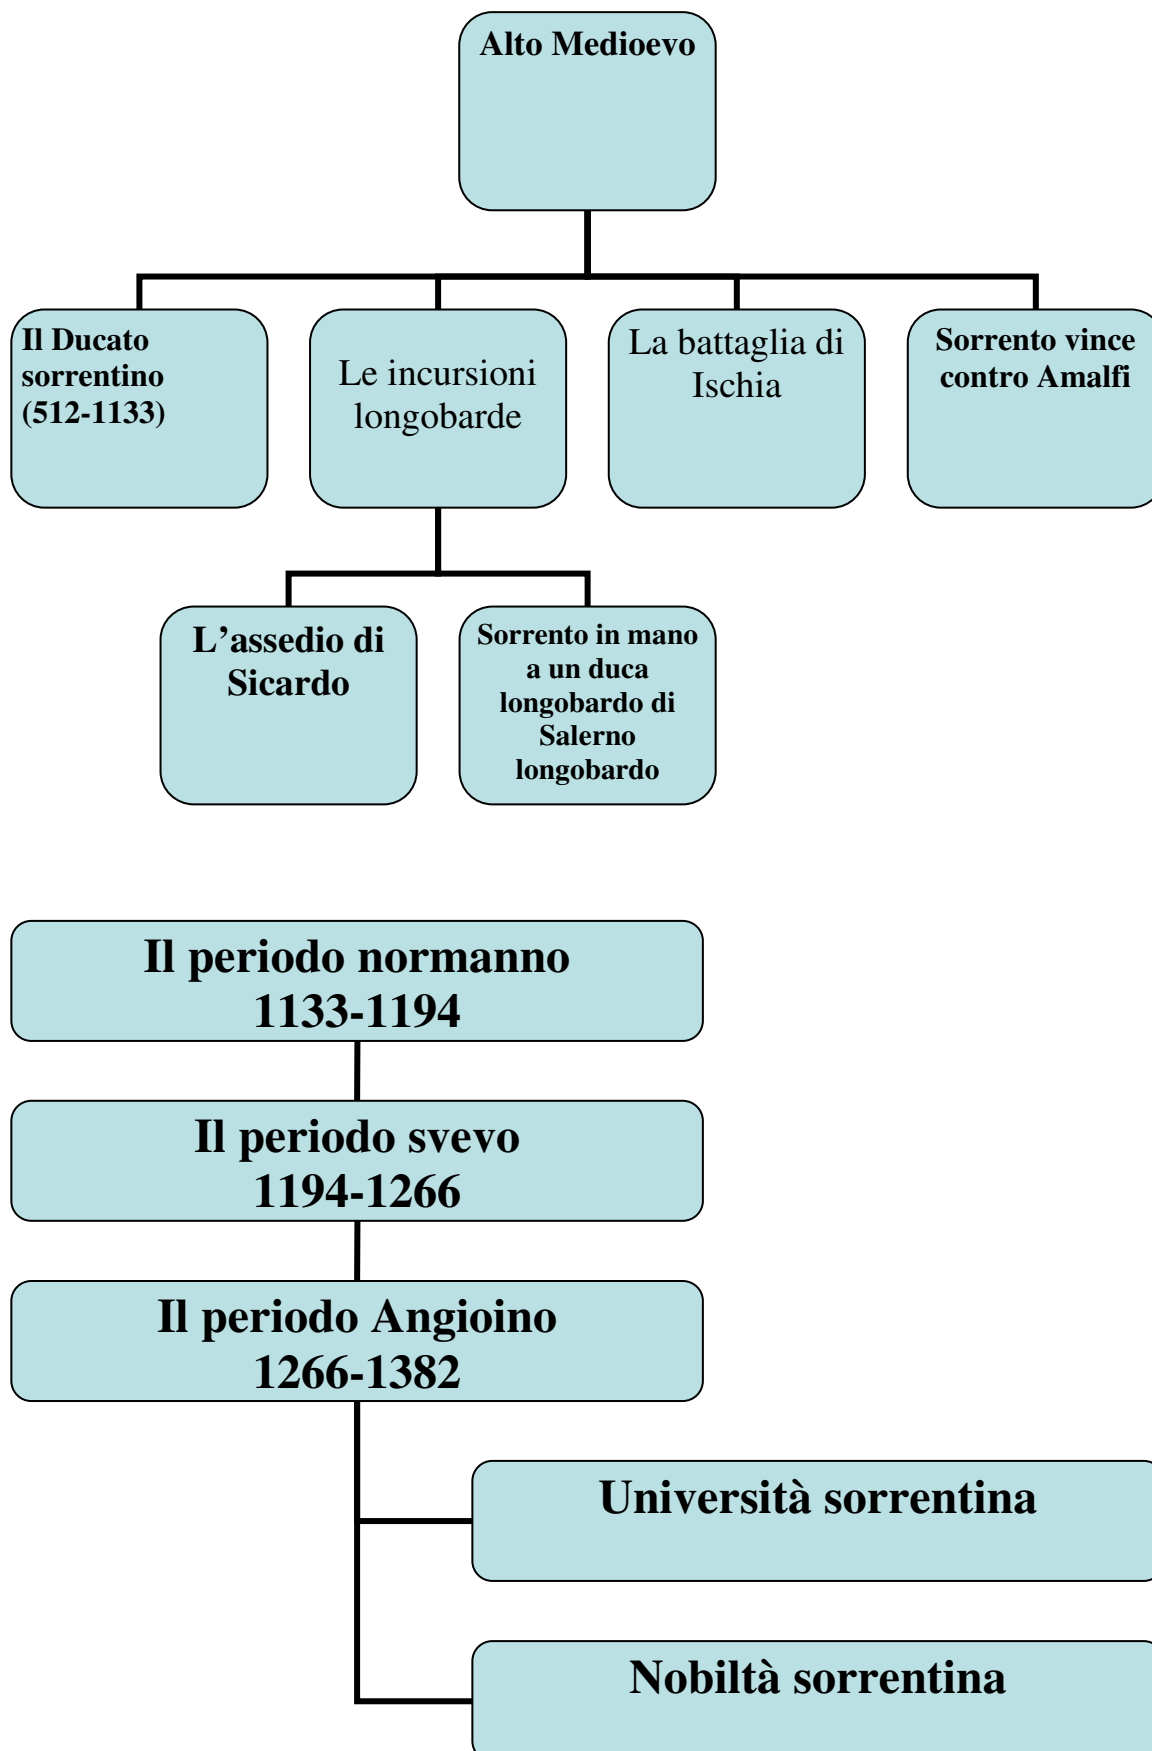 Alto Medioevo
Il Ducato
sorrentino
(512-1133)
Le incursioni
longobarde
La battaglia di
Ischia
Sorrento vince
contro Amalfi
L’assedio di
Sicardo
Sorrento in mano
a un duca
longobardo di
Salerno
longobardo
Il periodo normanno
1133-1194
Il periodo svevo
1194-1266
Il periodo Angioino
1266-1382
Università sorrentina
Nobiltà sorrentina